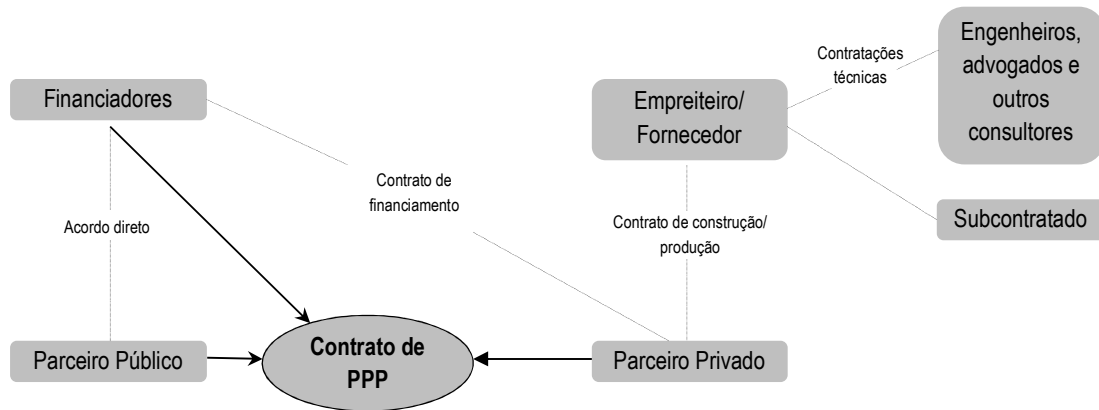 Financiadores
Empreiteiro/
Fornecedor
Contratações
técnicas
Engenheiros,
advogados e
outros
consultores
Contrato de
financiamento
Acordo direto
Contrato de construção/
produção
Subcontratado
Parceiro Público
Contrato de
PPP
Parceiro Privado